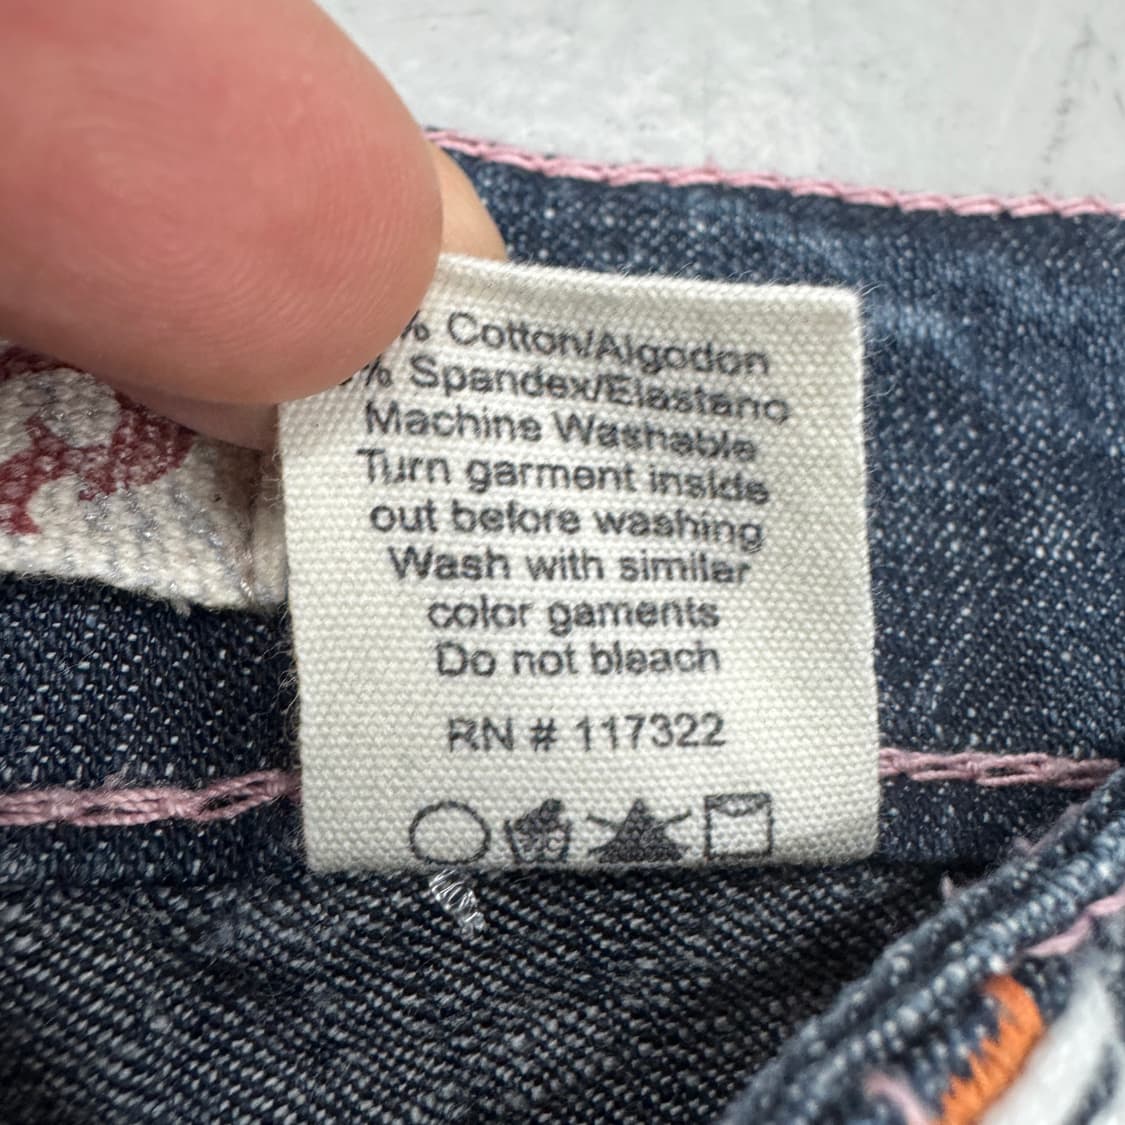 % Cotton/Algodon
% Spandex/Elastano
Machine Washable
Turn garment inside
out before washing
Wash with similar
color gaments
Do not bleach
RN # 117322